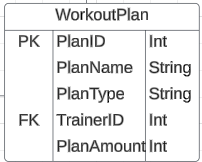 WorkoutPlan
PK PlanID Int
PlanName String
PlanType String
FK TrainerID Int
PlanAmount Int